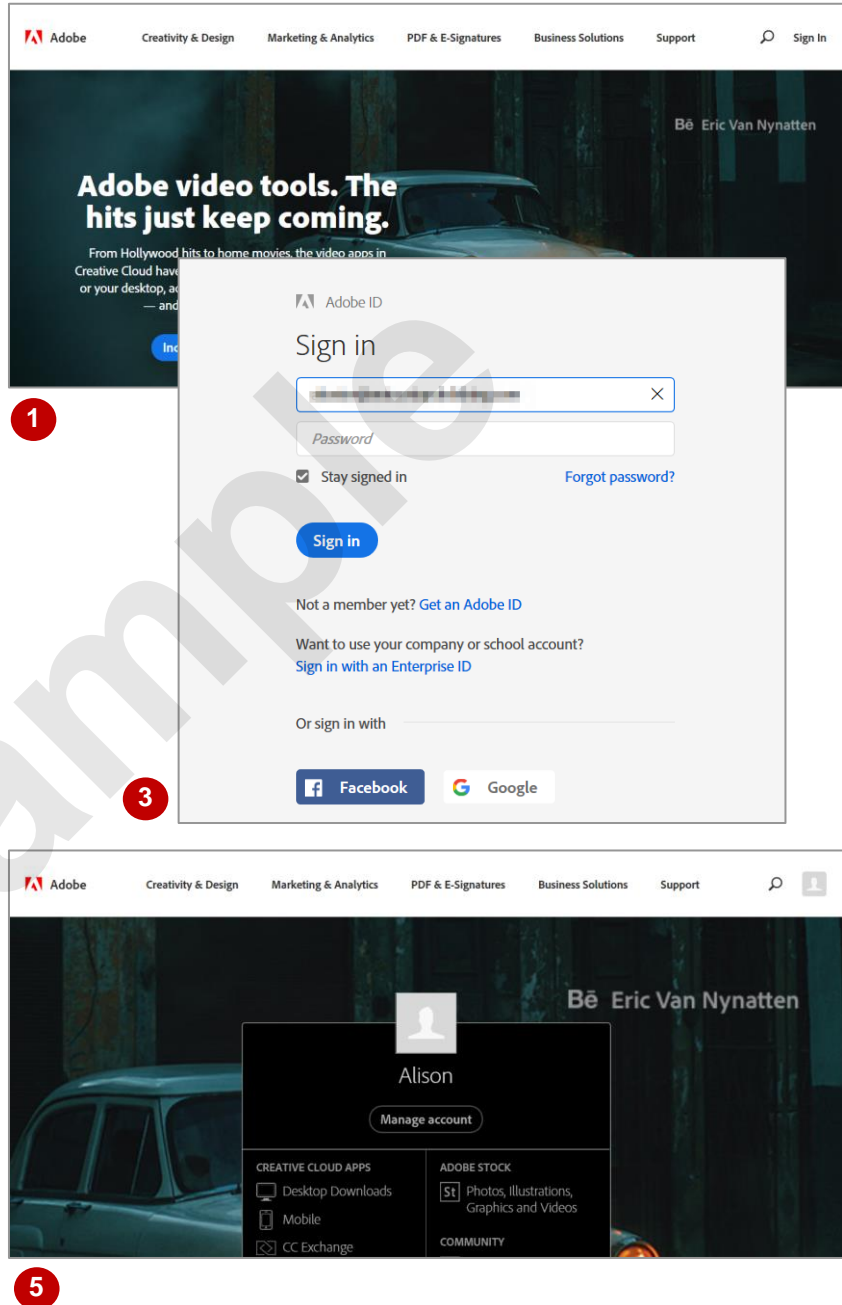 Adobe Creativity & Design Marketing & Analytics PDF & E-Signatures Business Solutions Support Sign In
Bē Eric Van Nynatten
Adobe video tools. The
hits just keep coming.
From Hollywood hits to home movies, the video apps in
Creative Cloud have
or your desktop,
— and
1
Adobe ID
Sign in
Password
Stay signed in Forgot password?
Sign in
Not a member yet? Get an Adobe ID
Want to use your company or school account?
Sign in with an Enterprise ID
Or sign in with
Facebook Google
3
Adobe Creativity & Design Marketing & Analytics PDF & E-Signatures Business Solutions Support
Bē Eric Van Nynatten
Alison
Manage account
CREATIVE CLOUD APPS
Desktop Downloads
Mobile
CC Exchange
ADOBE STOCK
St Photos, Illustrations,
Graphics and Videos
COMMUNITY
5